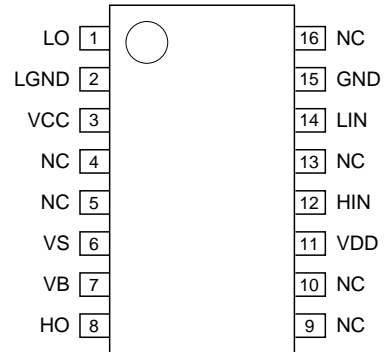 LO 1 16 NC
LGND 2 15 GND
VCC 3 14 LIN
NC 4 13 NC
NC 5 12 HIN
VS 6 11 VDD
VB 7 10 NC
HO 8 9 NC